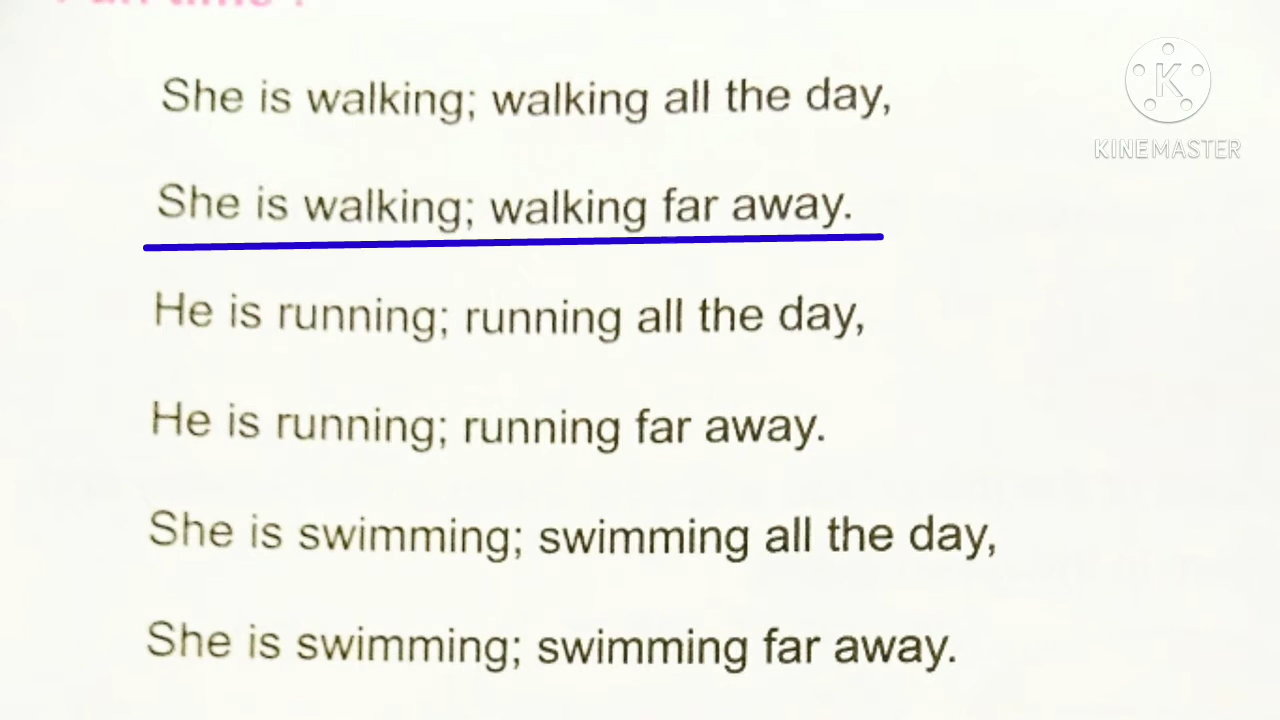 Fun time :
She is walking; walking all the day,
She is walking; walking far away.
He is running; running all the day,
He is running; running far away.
She is swimming; swimming all the day,
She is swimming; swimming far away.
K
KINEMASTER